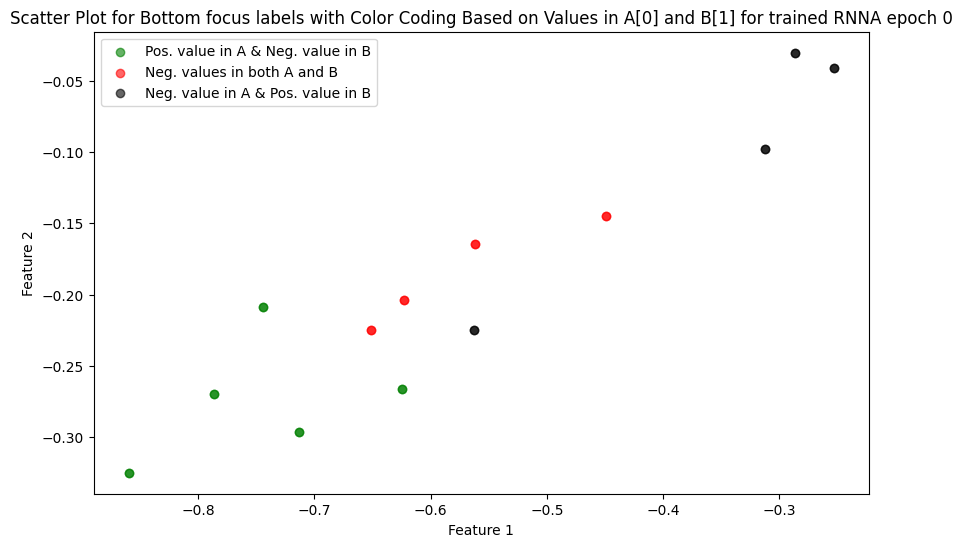 Scatter Plot for Bottom focus labels with Color Coding Based on Values in A[0] and B[1] for trained RNNA epoch 0
Pos. value in A & Neg. value in B
Neg. values in both A and B
Neg. value in A & Pos. value in B
−0.05
−0.10
−0.15
−0.20
−0.25
−0.30
Feature 2
−0.8 −0.7 −0.6 −0.5 −0.4 −0.3
Feature 1